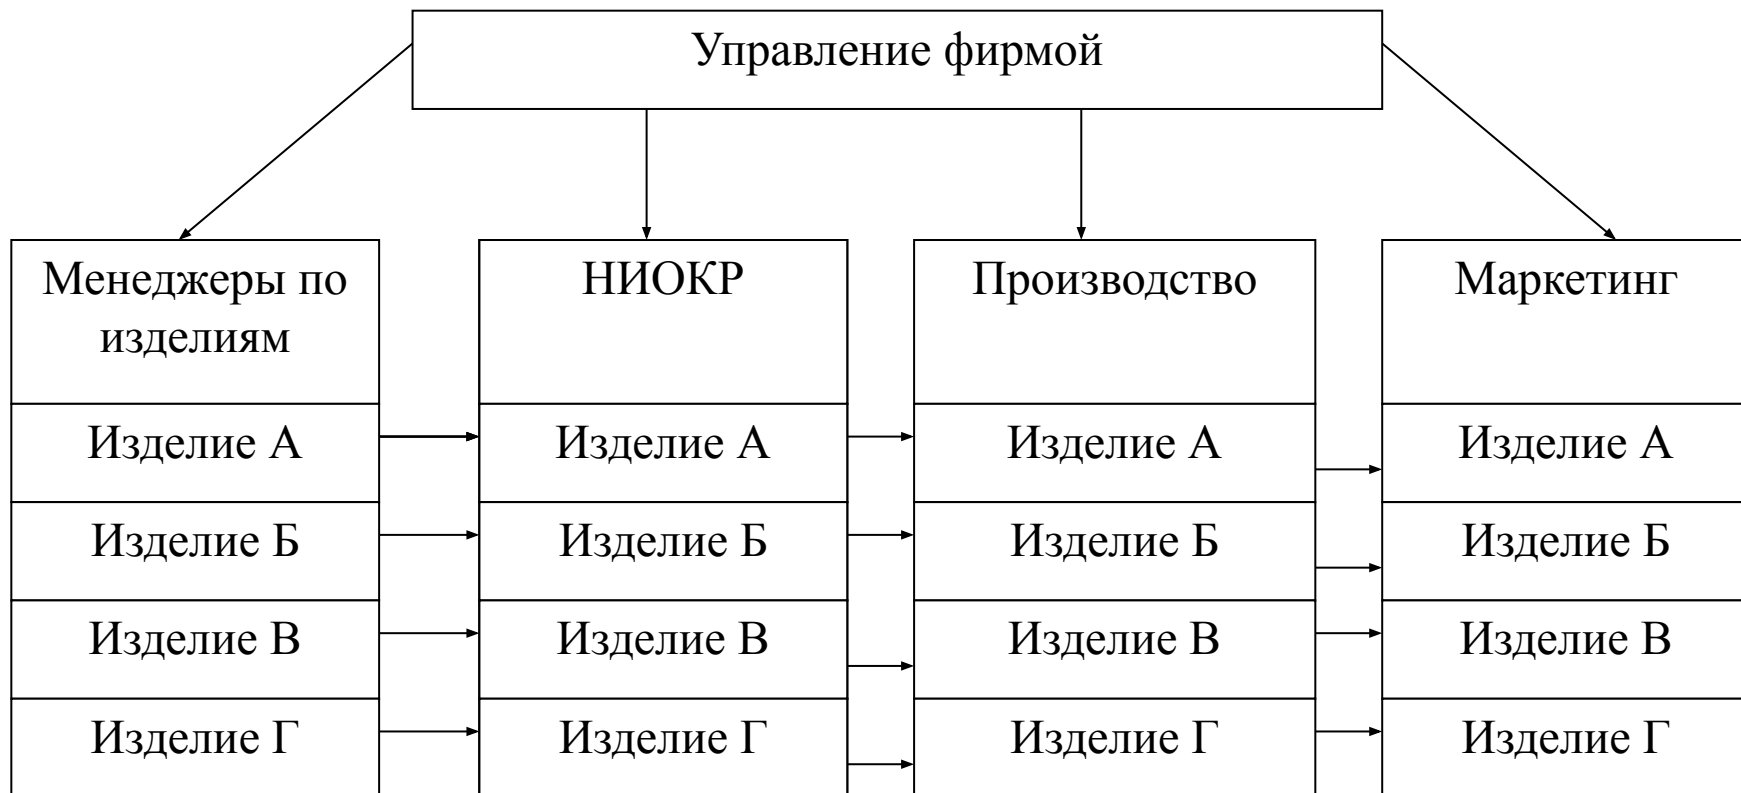 Управление фирмой
Менеджеры по
изделиям
НИОКР
Производство
Маркетинг
Изделие А
Изделие А
Изделие А
Изделие А
Изделие Б
Изделие Б
Изделие Б
Изделие Б
Изделие В
Изделие В
Изделие В
Изделие В
Изделие Г
Изделие Г
Изделие Г
Изделие Г